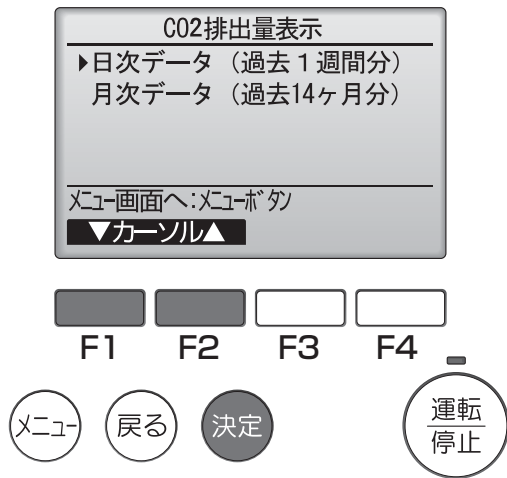 CO2排出量表示
▶日次データ（過去１週間分）
月次データ（過去14ヶ月分）
ﾒﾆｭｰ画面へ:ﾒﾆｭｰﾎﾞﾀﾝ
▼カーソル▲
F1 F2 F3 F4
ﾒﾆｭｰ 戻る 決定 運転
停止